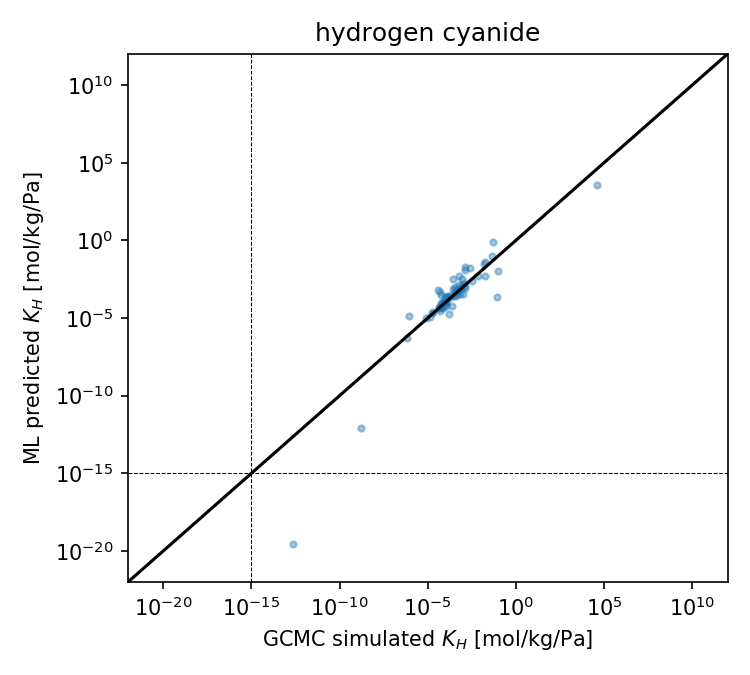 hydrogen cyanide
ML predicted K_H [mol/kg/Pa]
10^10
10^5
10^0
10^-5
10^-10
10^-15
10^-20
10^-20 10^-15 10^-10 10^-5 10^0 10^5 10^10
GCMC simulated K_H [mol/kg/Pa]